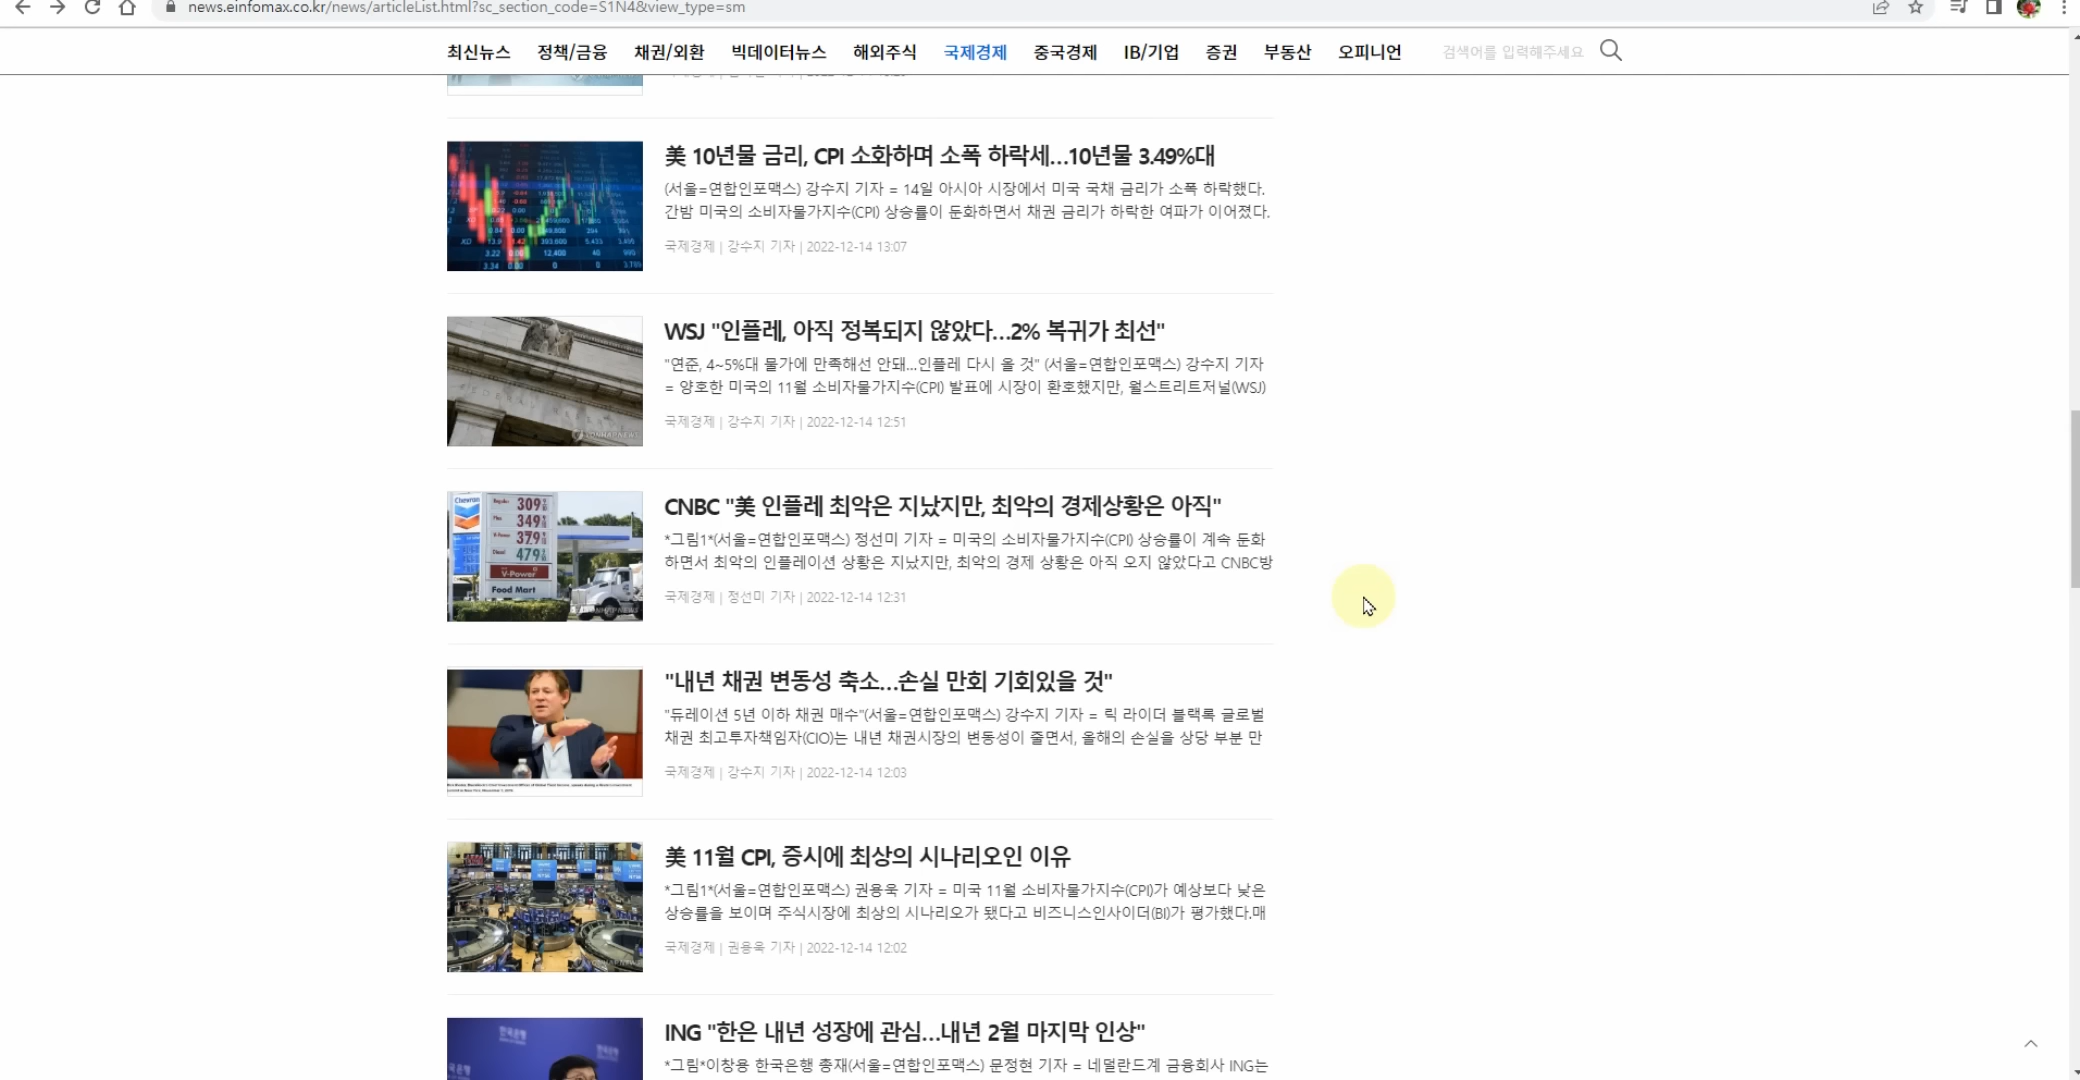 news.einfomax.co.kr/news/articleList.html?sc_section_code=S1N4&view_type=sm
최신뉴스 정책/금융 채권/외환 빅데이터뉴스 해외주식 국제경제 중국경제 IB/기업 증권 부동산 오피니언 검색어를 입력해주세요
美 10년물 금리, CPI 소화하며 소폭 하락세…10년물 3.49%대
(서울=연합인포맥스) 강수지 기자 = 14일 아시아 시장에서 미국 국채 금리가 소폭 하락했다.
간밤 미국의 소비자물가지수(CPI) 상승률이 둔화하면서 채권 금리가 하락한 여파가 이어졌다.
국제경제 | 강수지 기자 | 2022-12-14 13:07
WSJ "인플레, 아직 정복되지 않았다…2% 복귀가 최선"
"연준, 4~5%대 물가에 만족해선 안돼…인플레 다시 올 것" (서울=연합인포맥스) 강수지 기자
= 양호한 미국의 11월 소비자물가지수(CPI) 발표에 시장이 환호했지만, 월스트리트저널(WSJ)
국제경제 | 강수지 기자 | 2022-12-14 12:51
CNBC "美 인플레 최악은 지났지만, 최악의 경제상황은 아직"
*그림1*(서울=연합인포맥스) 정선미 기자 = 미국의 소비자물가지수(CPI) 상승률이 계속 둔화
하면서 최악의 인플레이션 상황은 지났지만, 최악의 경제 상황은 아직 오지 않았다고 CNBC방
국제경제 | 정선미 기자 | 2022-12-14 12:31
Chevron
309
349
379
479
V-Power
Food Mart
"내년 채권 변동성 축소…손실 만회 기회있을 것"
"듀레이션 5년 이하 채권 매수"(서울=연합인포맥스) 강수지 기자 = 릭 라이더 블랙록 글로벌
채권 최고투자책임자(CIO)는 내년 채권시장의 변동성이 줄면서, 올해의 손실을 상당 부분 만
국제경제 | 강수지 기자 | 2022-12-14 12:03
美 11월 CPI, 증시에 최상의 시나리오인 이유
*그림1*(서울=연합인포맥스) 권용욱 기자 = 미국 11월 소비자물가지수(CPI)가 예상보다 낮은
상승률을 보이며 주식시장에 최상의 시나리오가 됐다고 비즈니스인사이더(BI)가 평가했다.매
국제경제 | 권용욱 기자 | 2022-12-14 12:02
ING "한은 내년 성장에 관심…내년 2월 마지막 인상"
*그림*이창용 한국은행 총재(서울=연합인포맥스) 문정현 기자 = 네덜란드계 금융회사 ING는